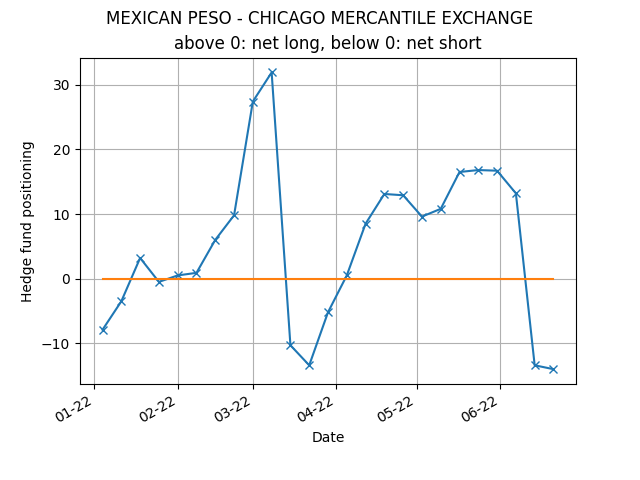 MEXICAN PESO - CHICAGO MERCANTILE EXCHANGE
above 0: net long, below 0: net short
Hedge fund positioning
30
20
10
0
−10
01-22
02-22
03-22
04-22
05-22
06-22
Date